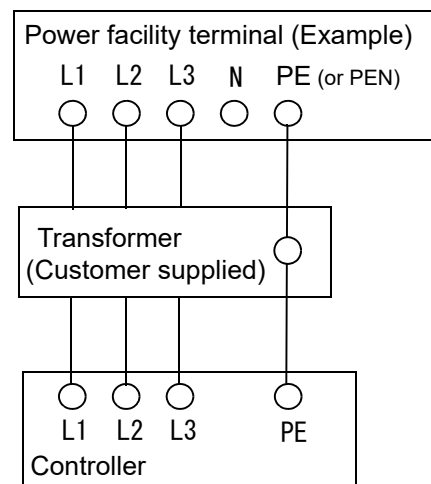 Power facility terminal (Example)
L1 L2 L3 N PE (or PEN)
Transformer
(Customer supplied)
L1 L2 L3 PE
Controller